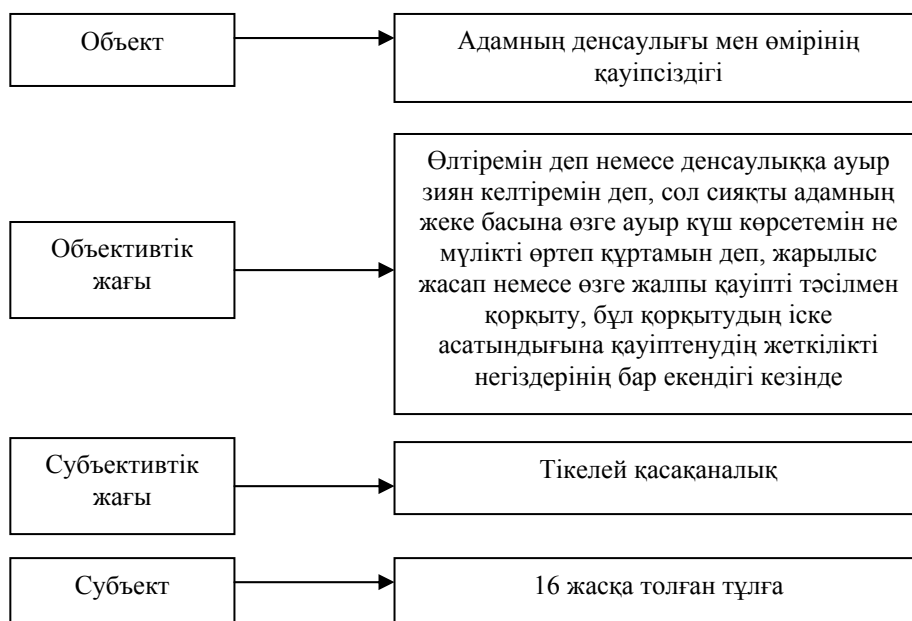 Объект
Адамның денсаулығы мен өмірінің
қауіпсіздігі
Объективтік
жағы
Өлтіремін деп немесе денсаулыққа ауыр
зиян келтіремін деп, сол сияқты адамның
жеке басына өзге ауыр күш көрсетемін не
мүлікті өртеп құртамын деп, жарылыс
жасап немесе өзге жалпы қауіпті тәсілмен
қорқыту, бұл қорқытудың іске
асатындығына қауіптенудің жеткілікті
негіздерінің бар екендігі кезінде
Субъективтік
жағы
Тікелей қасақаналық
Субъект
16 жасқа толған тұлға